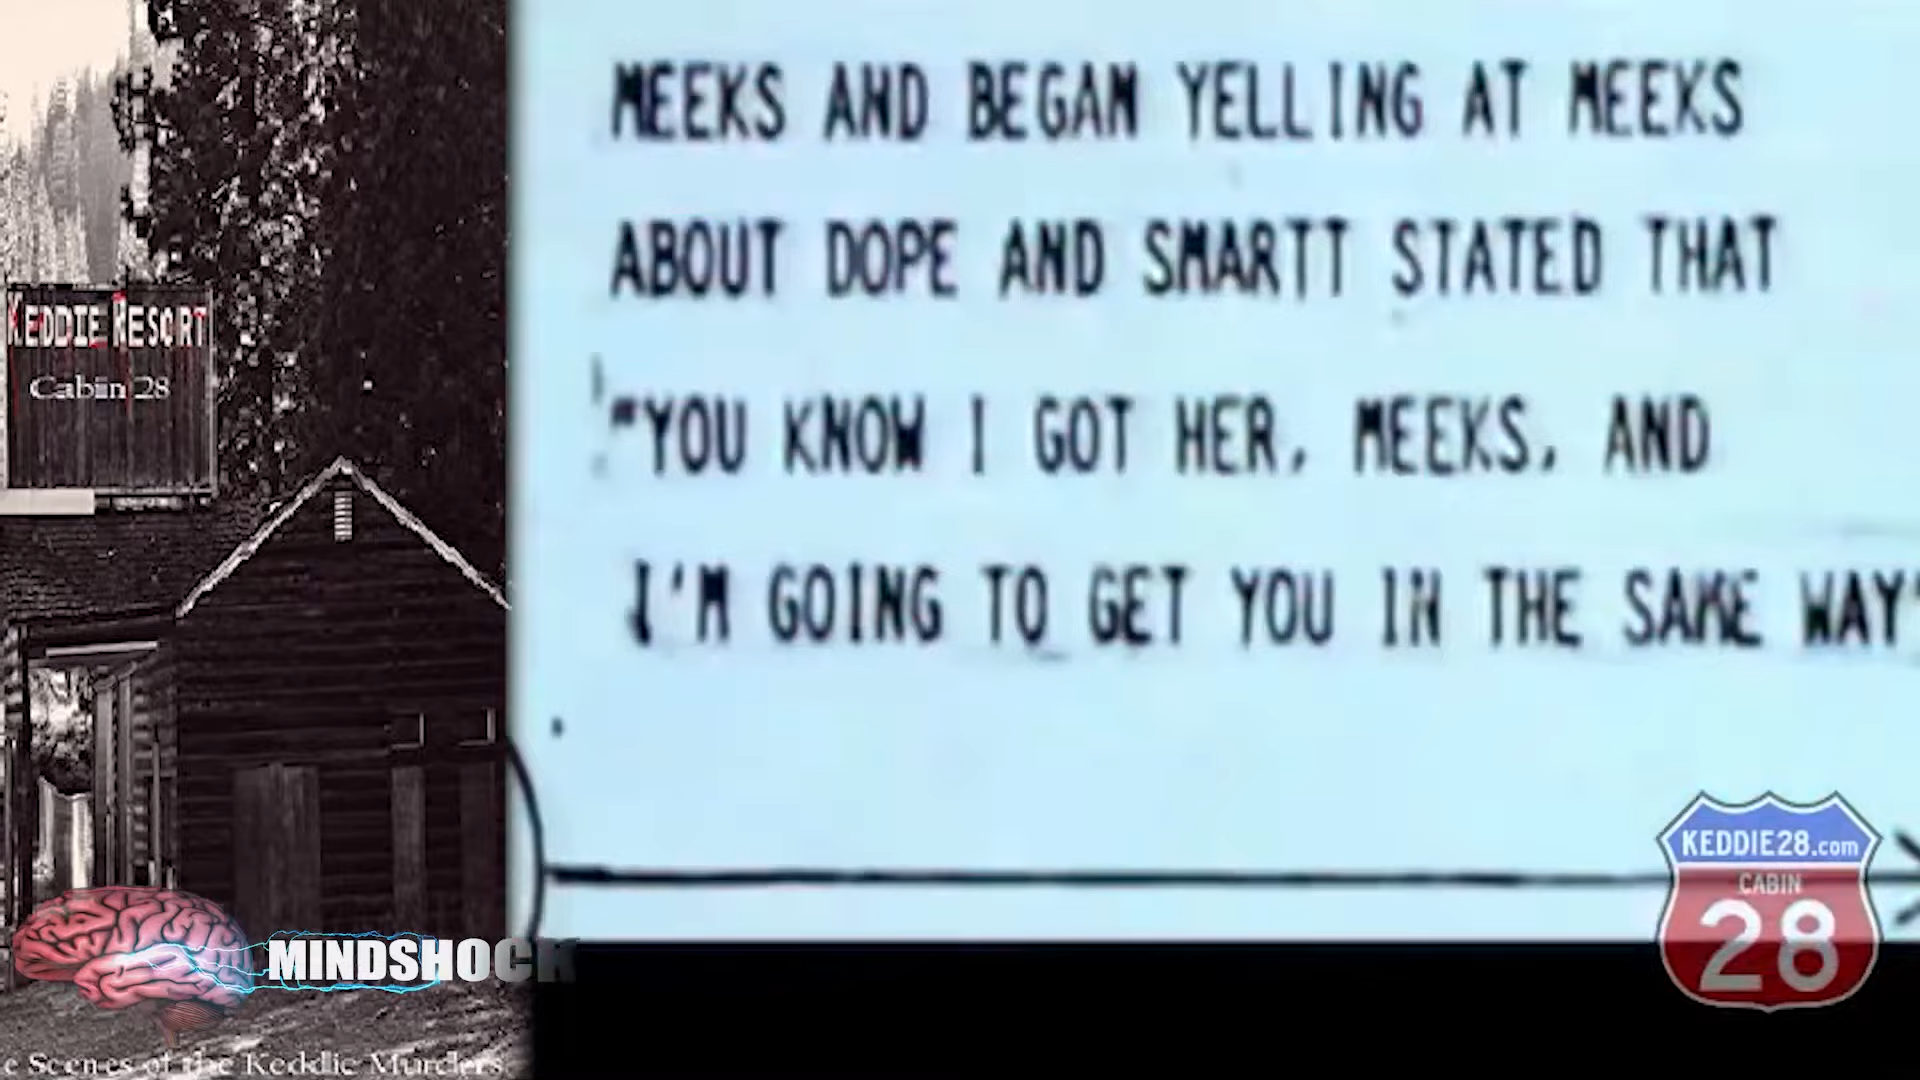 MEEKS AND BEGAN YELLING AT MEEKS
ABOUT DOPE AND SMARTT STATED THAT
"YOU KNOW I GOT HER, MEEKS, AND
I'M GOING TO GET YOU IN THE SAME WAY"
KEDDIE RESORT
Cabin 28
MINDSHOCK
e Scenes of the Keddie Murders
KEDDIE28.com
CABIN
28